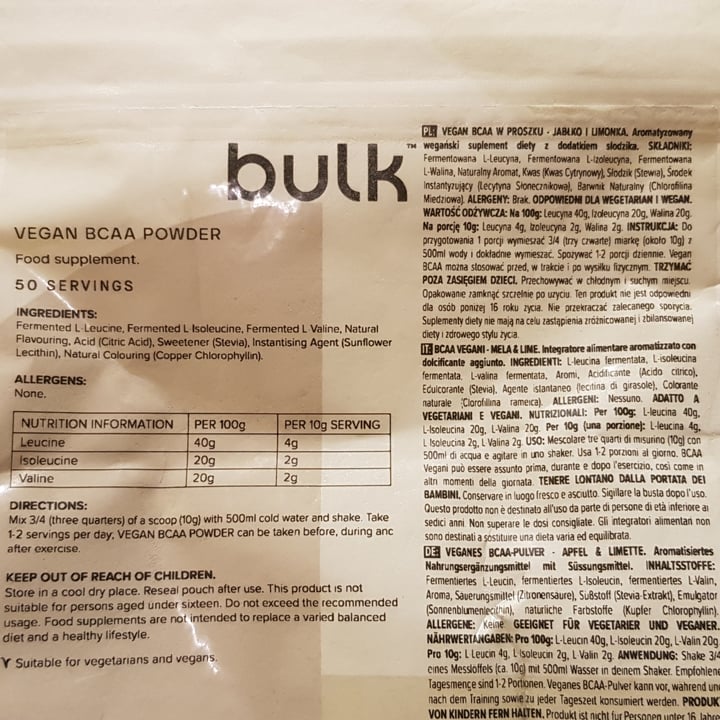 bulk™
VEGAN BCAA POWDER
Food supplement.
50 SERVINGS
INGREDIENTS:
Fermented L-Leucine, Fermented L Isoleucine, Fermented L Valine, Natural
Flavouring, Acid (Citric Acid), Sweetener (Stevia), Instantising Agent (Sunflower
Lecithin), Natural Colouring (Copper Chlorophyllin).
ALLERGENS:
None.
NUTRITION INFORMATION PER 100g PER 10g SERVING
Leucine 40g 4g
Isoleucine 20g 2g
Valine 20g 2g
DIRECTIONS:
Mix 3/4 (three quarters) of a scoop (10g) with 500ml cold water and shake. Take
1-2 servings per day, VEGAN BCAA POWDER can be taken before, during anc
after exercise.
KEEP OUT OF REACH OF CHILDREN.
Store in a cool dry place. Reseal pouch after use. This product is not
suitable for persons aged under sixteen. Do not exceed the recommended
usage. Food supplements are not intended to replace a varied balanced
diet and a healthy lifestyle.
Suitable for vegetarians and vegans.
PL: VEGAN BCAA W PROSZKU - JABŁKO I LIMONKA. Aromatyzowany
wegański suplement diety z dodatkiem słodzika. SKŁADNIKI:
Fermentowana L-Leucyna, Fermentowana L-Izoleucyna, Fermentowana
L-Walina, Naturalny Aromat, Kwas (Kwas Cytrynowy), Słodzik (Stewia), Środek
Instantyzujący (Lecytyna Słonecznikowa), Barwnik Naturalny (Chlorofilina
Miedziowa). ALERGENY: Brak. ODPOWIEDNI DLA WEGETARIAN I WEGAN.
WARTOŚĆ ODŻYWCZA: Na 100g: Leucyna 40g, Izoleucyna 20g, Walina 20g.
Na porcję 10g: Leucyna 4g, Izoleucyna 2g, Walina 2g. INSTRUKCJA: Do
przygotowania 1 porcji wymieszać 3/4 (trzy czwarte) miarkę (około 10g) z
500ml wody i dokładnie wymieszać. Spożywać 1-2 porcji dziennie. Vegan
BCAA można stosować przed, w trakcie i po wysiłku fizycznym. TRZYMAĆ
POZA ZASIĘGIEM DZIECI. Przechowywać w chłodnym i suchym miejscu.
Opakowanie zamknąć szczelnie po użyciu. Ten produkt nie jest odpowiedni
dla osób poniżej 16 roku życia. Nie przekraczać zalecanego spożycia.
Suplementy diety nie mają na celu zastąpienia zróżnicowanej i zbilansowanej
diety i zdrowego stylu życia.
IT: BCAA VEGANI - MELA & LIME. Integratore alimentare aromatizzato con
dolcificante aggiunto. INGREDIENTI: L-leucina fermentata, L-isoleucina
fermentata, L-valina fermentata, Aromi, Acidificante (Acido citrico),
Edulcorante (Stevia), Agente istantaneo (lecitina di girasole), Colorante
naturale (Clorofillina rameica). ALLERGENI: Nessuno. ADATTO A
VEGETARIANI E VEGANI. NUTRIZIONALI: Per 100g: L-leucina 40g,
L-Isoleucina 20g, L-Valina 20g. Per 10g (una porzione): L-leucina 4g,
L Isoleucina 2g, L Valina 2g. USO: Mescolare tre quarti di misurino (10g) con
500ml di acqua e agitare in uno shaker. Usa 1-2 porzioni al giorno. BCAA
Vegani può essere assunto prima, durante e dopo l'esercizio, così come in
altri momenti della giornata. TENERE LONTANO DALLA PORTATA DEI
BAMBINI. Conservare in luogo fresco e asciutto. Sigillare la busta dopo l'uso.
Questo prodotto non è destinato all'uso da parte di persone di età inferiore ai
sedici anni. Non superare le dosi consigliate. Gli integratori alimentari non
sono destinati a sostituire una dieta varia ed equilibrata.
DE: VEGANES BCAA-PULVER - APFEL & LIMETTE. Aromatisiertes
Nahrungsergänzungsmittel mit Süssungsmittel. INHALTSSTOFFE:
Fermentiertes L-Leucin, fermentiertes L-Isoleucin, fermentiertes L-Valin,
Aroma, Säuerungsmittel (Zitronensäure), Süßstoff (Stevia-Extrakt), Emulgator
(Sonnenblumenlecithin), natürliche Farbstoffe (Kupfer Chlorophyllin).
ALLERGENE: Keine GEEIGNET FÜR VEGETARIER UND VEGANER.
NÄHRWERTANGABEN: Pro 100g: L-Leucin 40g, L-Isoleucin 20g, L-Valin 20g
Pro 10g: L-Leucin 4g, L-Isoleucin 2g, L-Valin 2g. ANWENDUNG: Shake 3/4
eines Messlöffels (ca. 10g) mit 500ml Wasser in deinem Shaker. Empfohlene
Tagesmenge sind 1-2 Portionen. Veganes BCAA-Pulver kann vor, während un
nach dem Training sowie zu jeder Tageszeit konsumiert werden. PRODUK
VON KINDERN FERN HALTEN. Produkt ist nicht für Personen unter 16